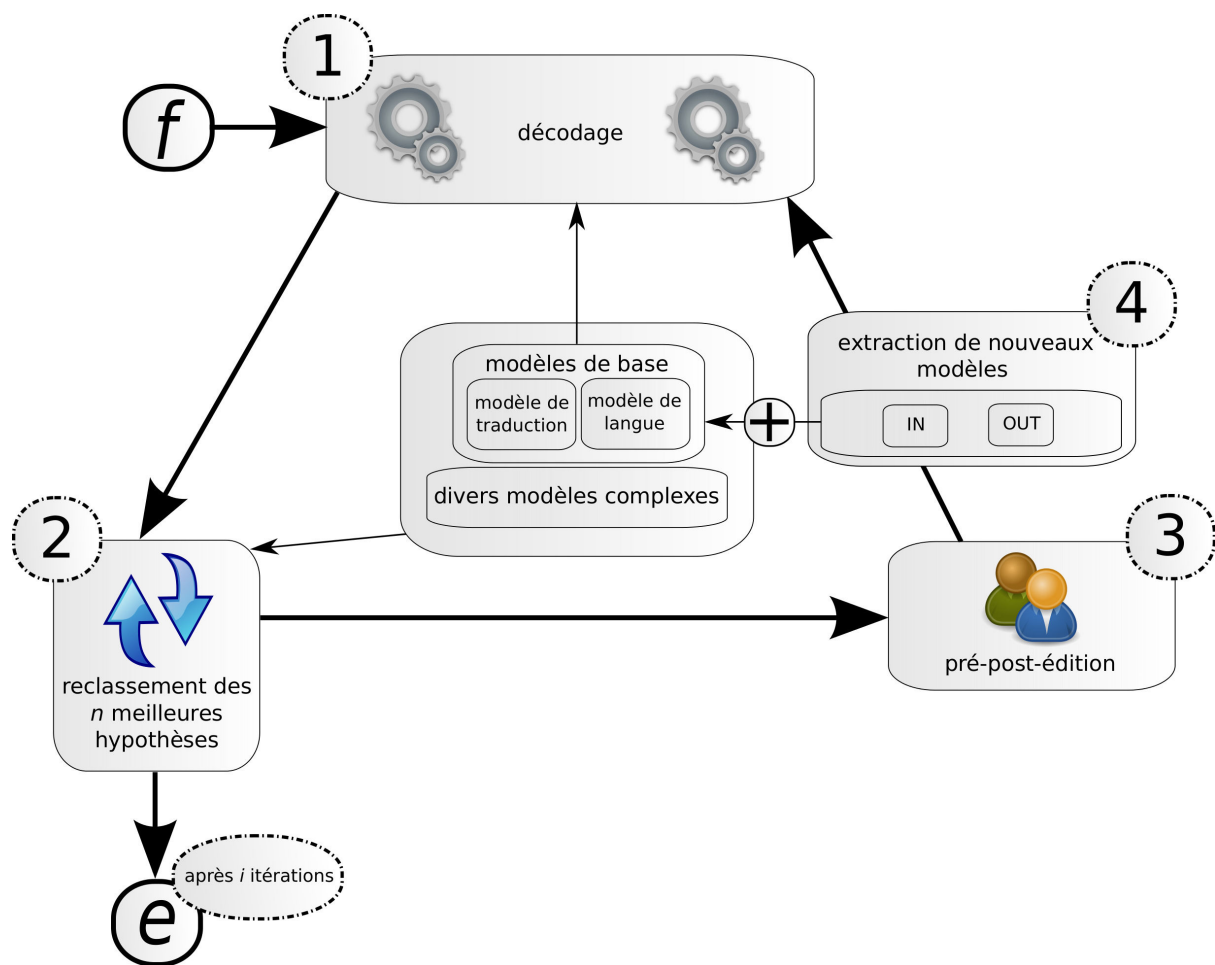 1
f
décodage
4
extraction de nouveaux
modèles
modèles de base
modèle de
traduction
modèle de
langue
+
IN
OUT
divers modèles complexes
2
3
reclassement des
n meilleures
hypothèses
pré-post-édition
après i itérations
e